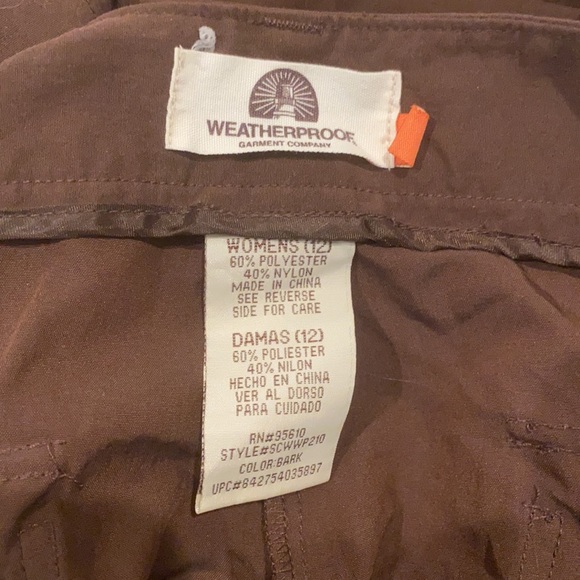 WEATHERPROOF
GARMENT COMPANY
WOMENS (12)
60% POLYESTER
40% NYLON
MADE IN CHINA
SEE REVERSE
SIDE FOR CARE
DAMAS (12)
60% POLIESTER
40% NILON
HECHO EN CHINA
VER AL DORSO
PARA CUIDADO
RN#95610
STYLE#SCWWP210
COLOR:BARK
UPC#842754035897